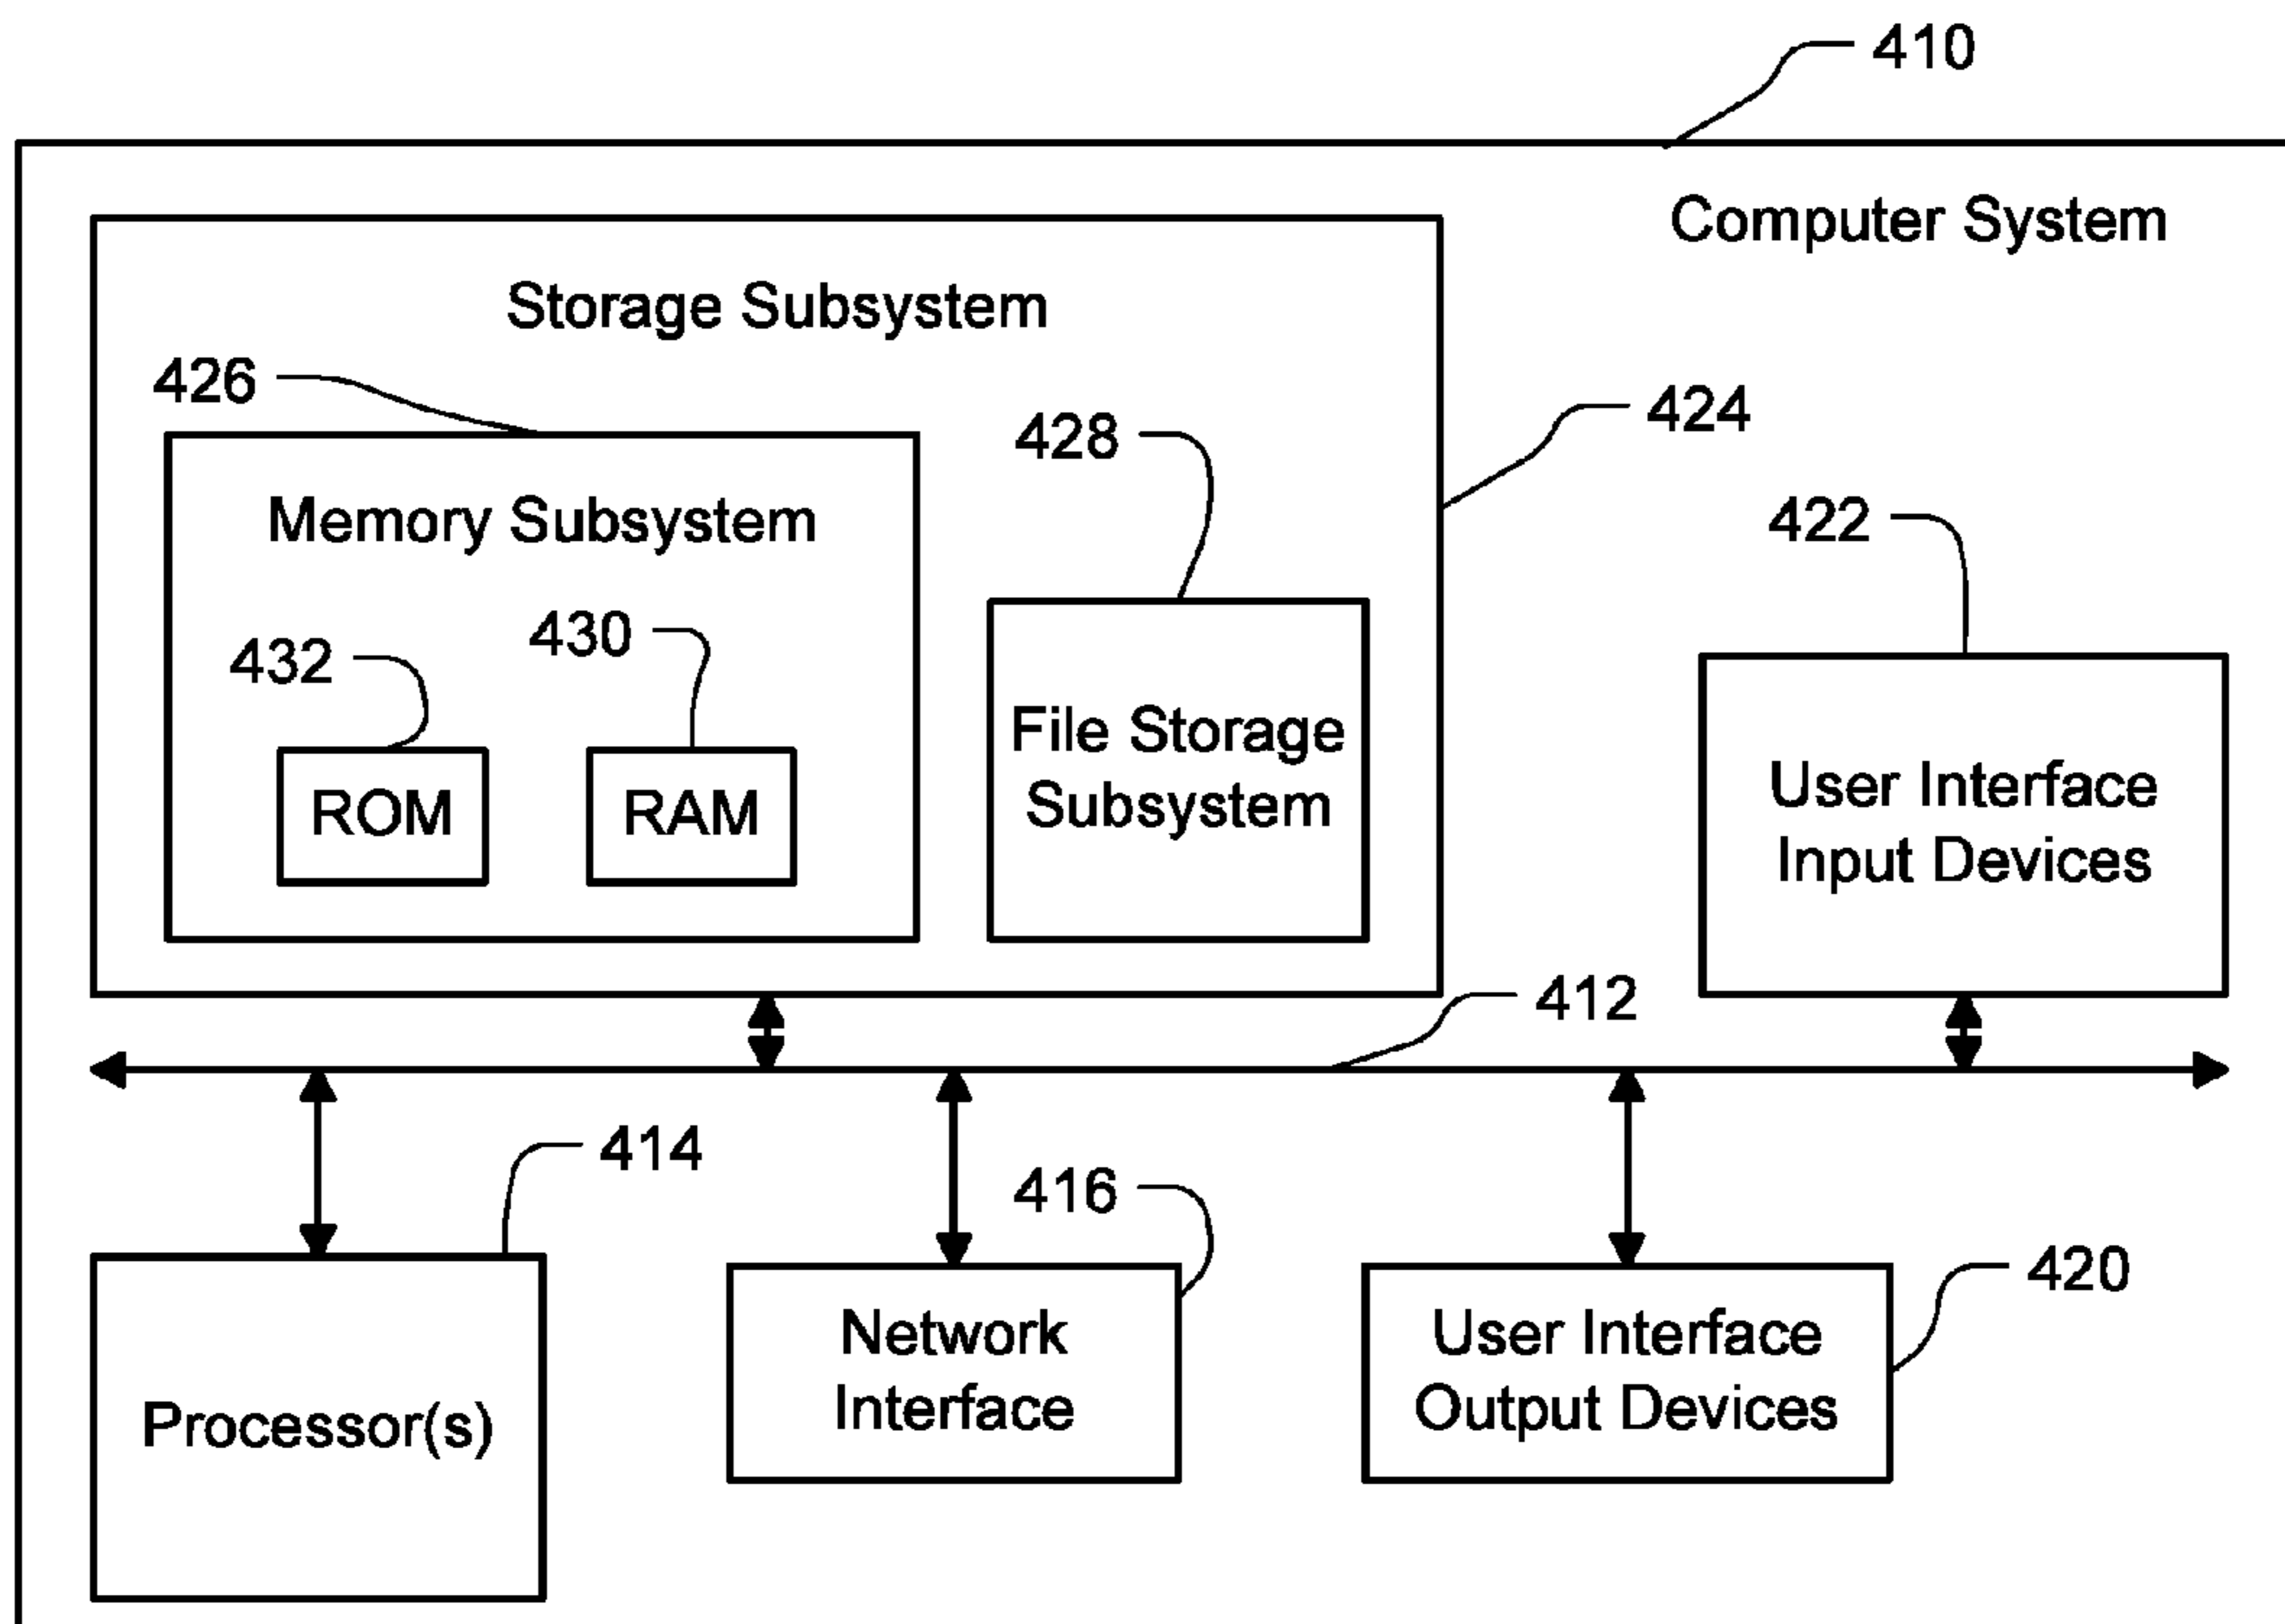 410
Computer System
Storage Subsystem
426
424
428
Memory Subsystem
422
432
430
File Storage
Subsystem
ROM
RAM
User Interface
Input Devices
412
414
416
420
Processor(s)
Network
Interface
User Interface
Output Devices